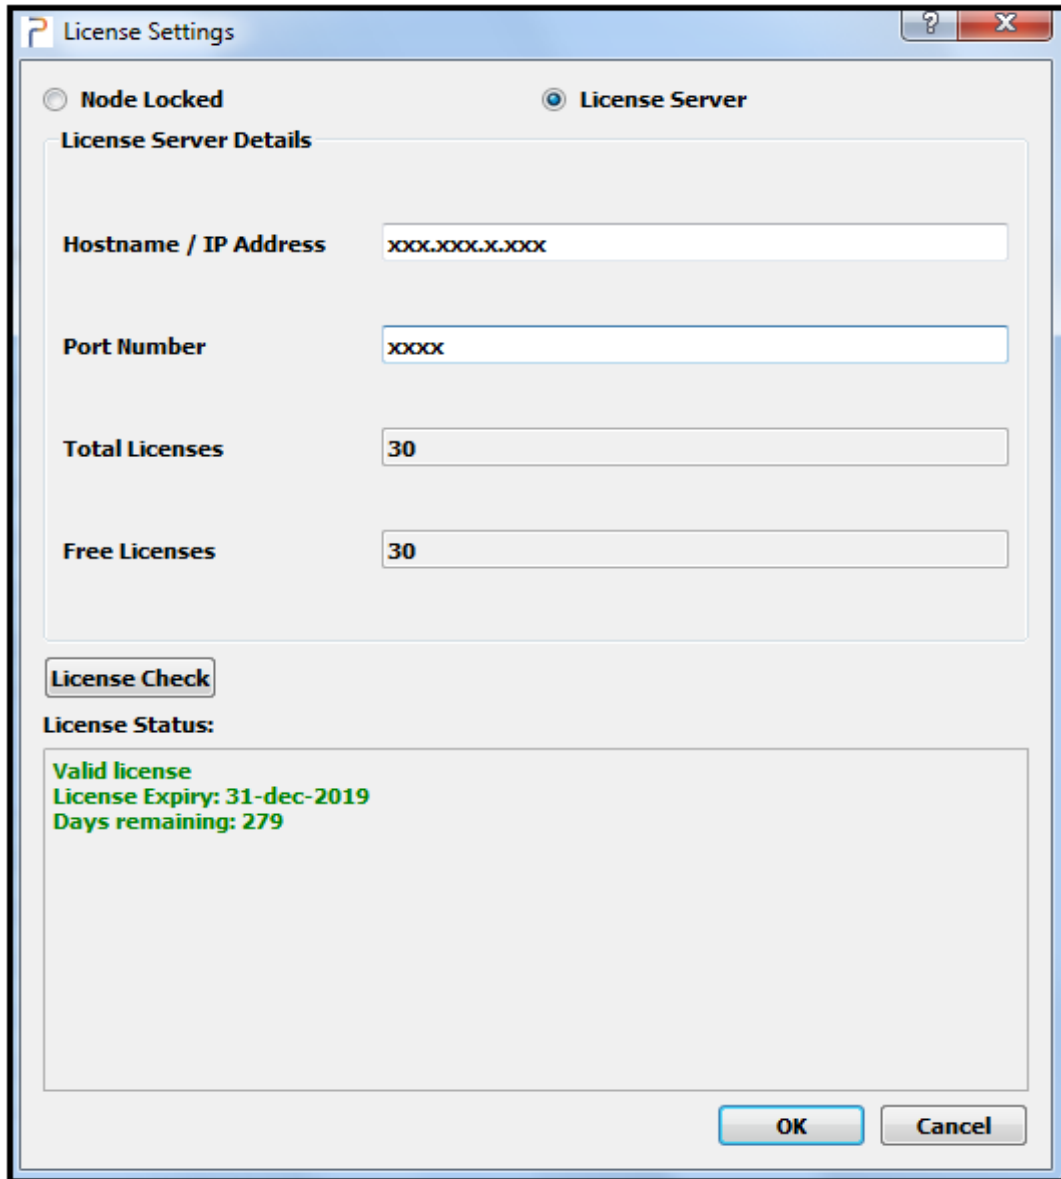 License Settings
Node Locked License Server
License Server Details
Hostname / IP Address xxx.xxx.x.xxx
Port Number xxxx
Total Licenses 30
Free Licenses 30
License Check
License Status:
Valid license
License Expiry: 31-dec-2019
Days remaining: 279
OK Cancel